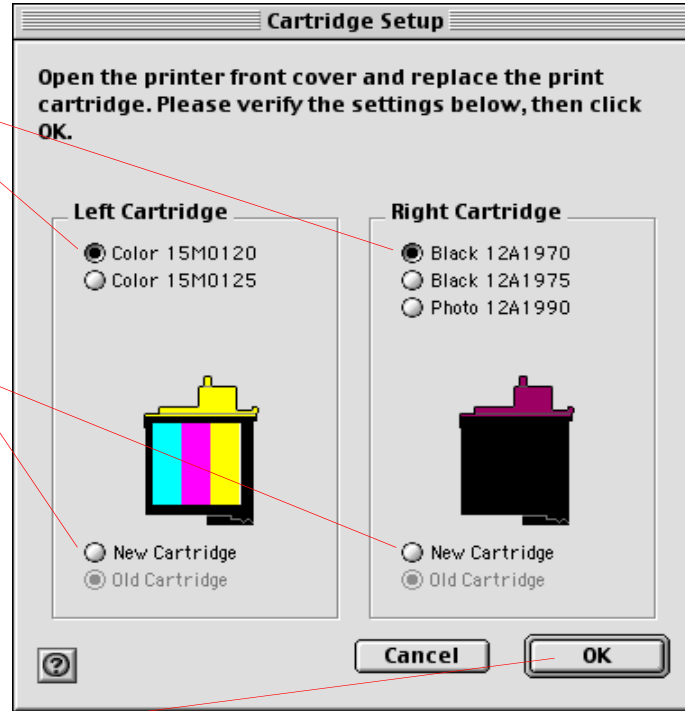 Cartridge Setup
Open the printer front cover and replace the print
cartridge. Please verify the settings below, then click
OK.
Left Cartridge
Color 15M0120
Color 15M0125
New Cartridge
Old Cartridge
Right Cartridge
Black 12A1970
Black 12A1975
Photo 12A1990
New Cartridge
Old Cartridge
?
Cancel
OK